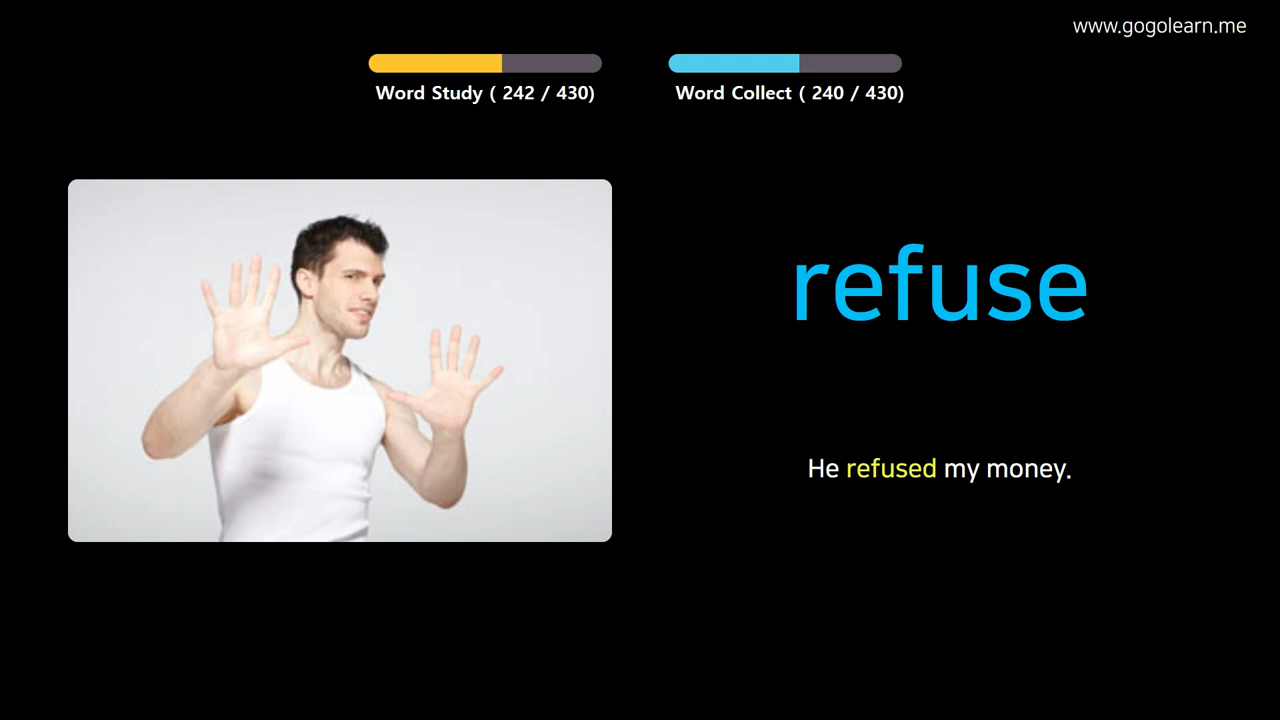 www.gogolearn.me
Word Study ( 242 / 430)
Word Collect ( 240 / 430)
refuse
He refused my money.